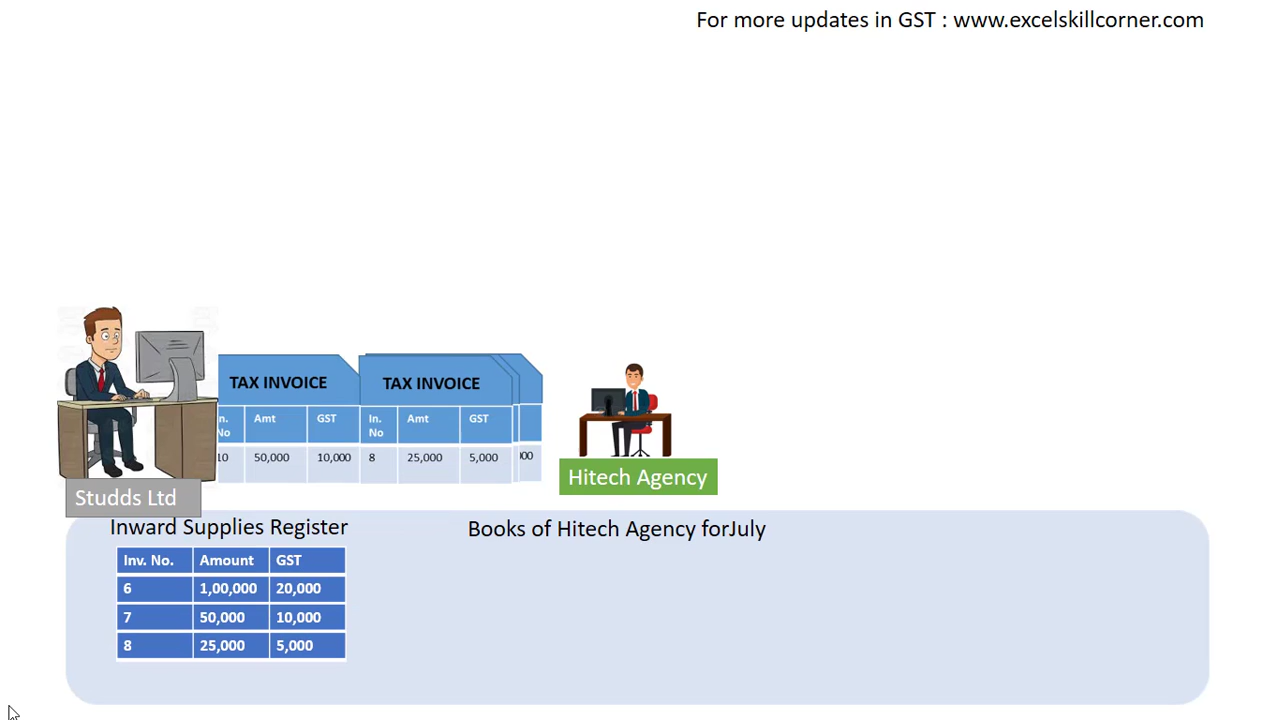 For more updates in GST : www.excelskillcorner.com
TAX INVOICE
In. No Amt GST
10 50,000 10,000
TAX INVOICE
In. No Amt GST
8 25,000 5,000
Studds Ltd
Hitech Agency
Inward Supplies Register
Books of Hitech Agency forJuly
Inv. No. Amount GST
6 1,00,000 20,000
7 50,000 10,000
8 25,000 5,000